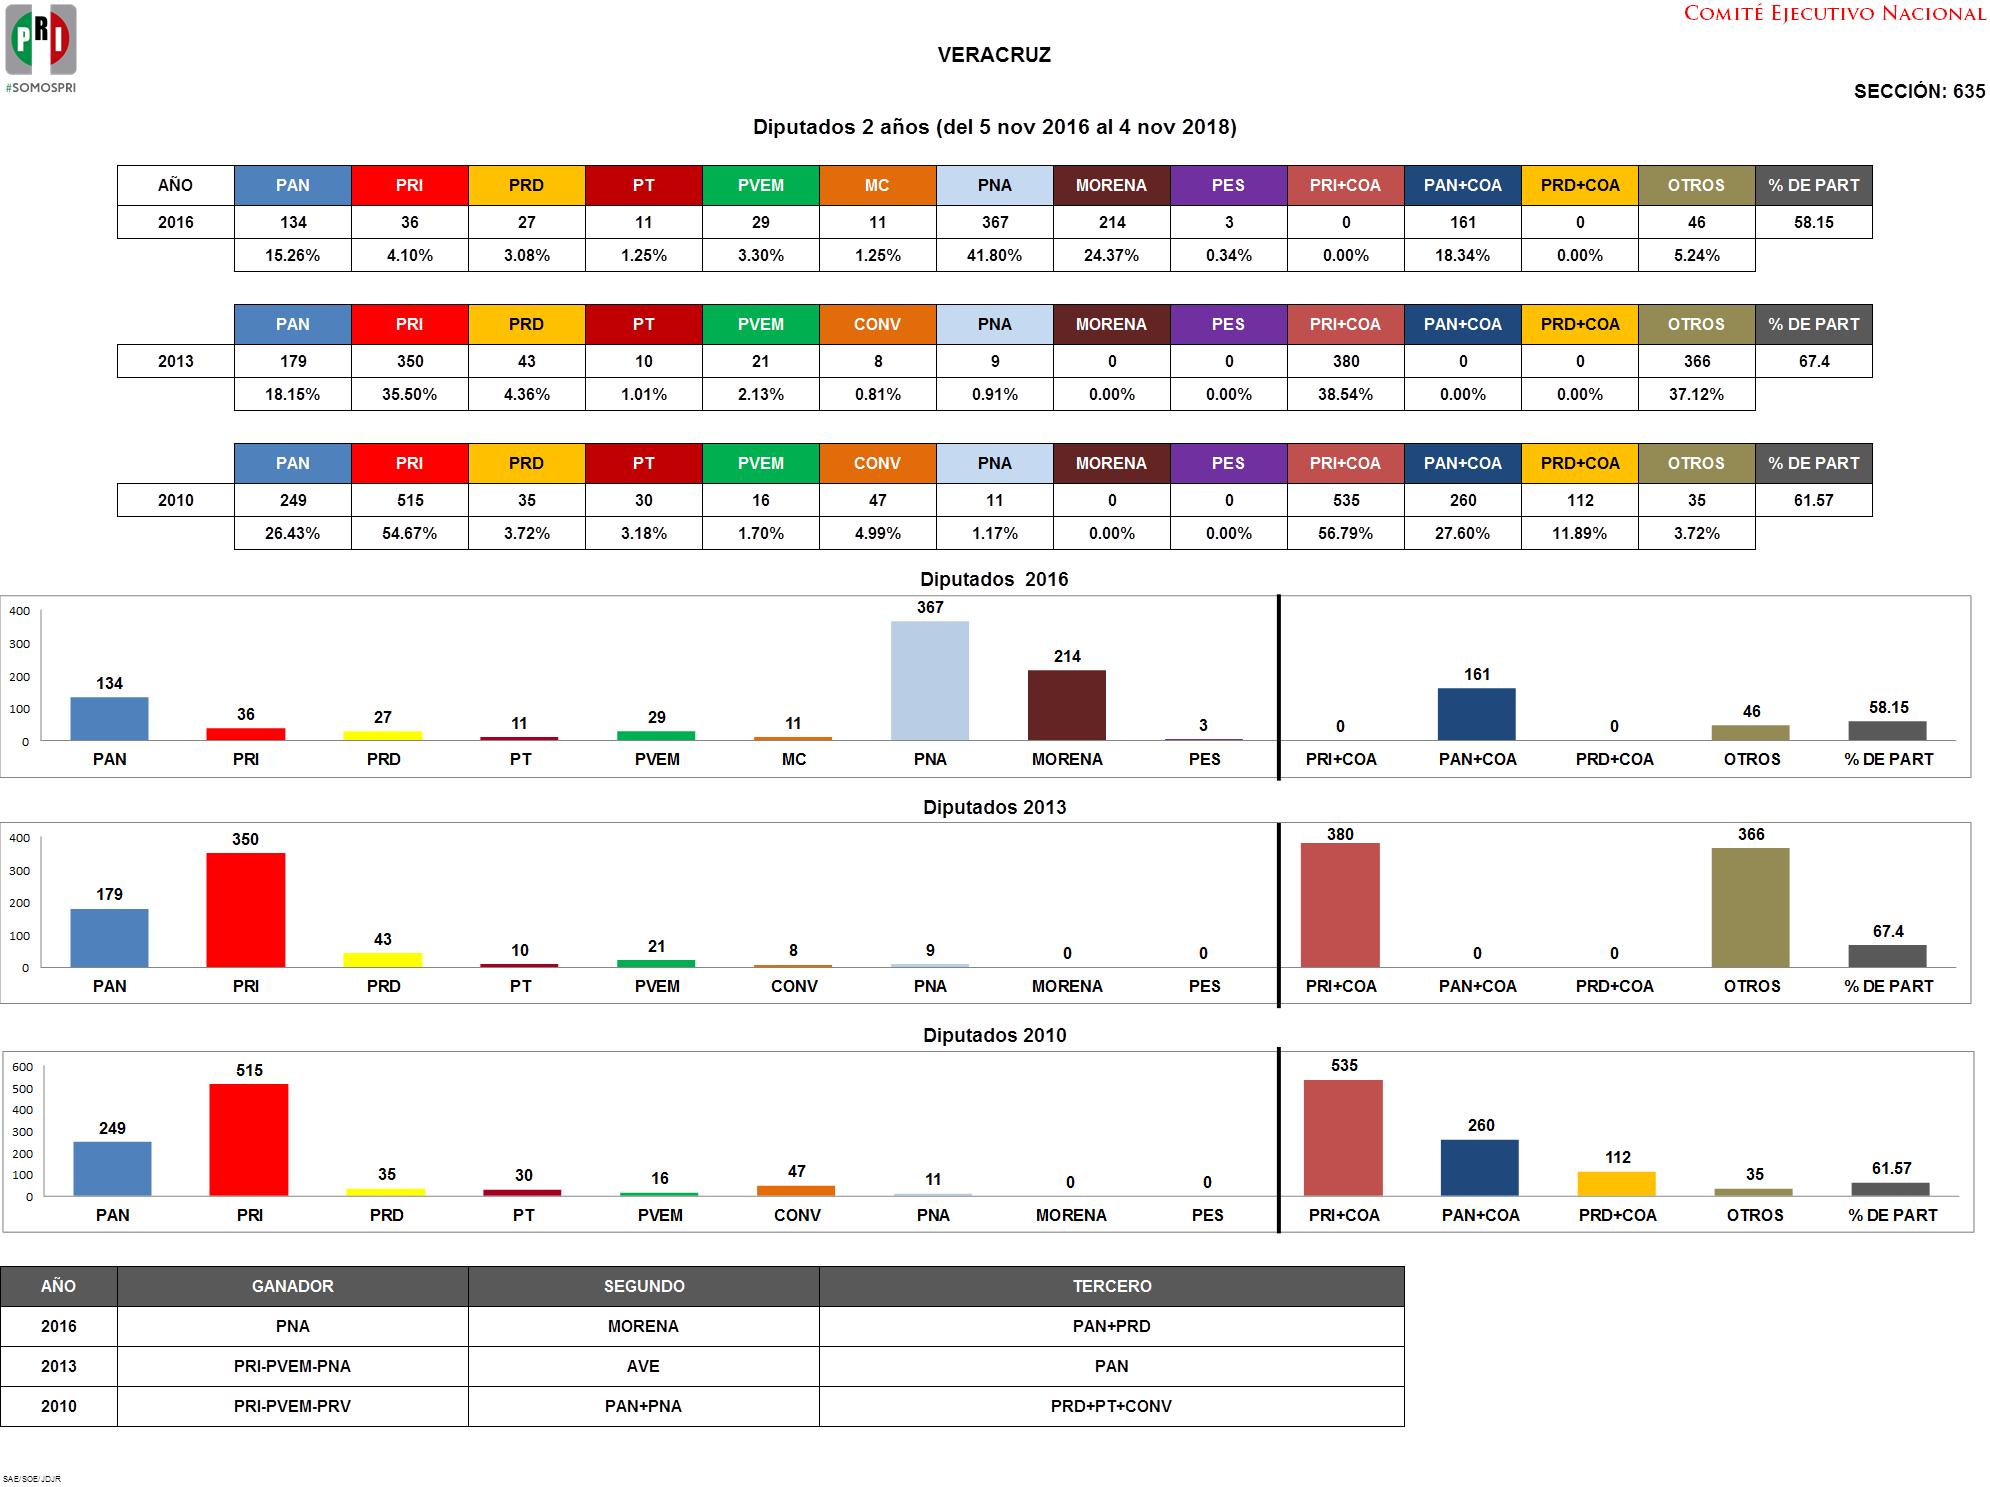 PRI
#SOMOSPRI
COMITÉ EJECUTIVO NACIONAL
VERACRUZ
SECCIÓN: 635
Diputados 2 años (del 5 nov 2016 al 4 nov 2018)
AÑO PAN PRI PRD PT PVEM MC PNA MORENA PES PRI+COA PAN+COA PRD+COA OTROS % DE PART
2016 134 36 27 11 29 11 367 214 3 0 161 0 46 58.15
15.26% 4.10% 3.08% 1.25% 3.30% 1.25% 41.80% 24.37% 0.34% 0.00% 18.34% 0.00% 5.24%
PAN PRI PRD PT PVEM CONV PNA MORENA PES PRI+COA PAN+COA PRD+COA OTROS % DE PART
2013 179 350 43 10 21 8 9 0 0 380 0 0 366 67.4
18.15% 35.50% 4.36% 1.01% 2.13% 0.81% 0.91% 0.00% 0.00% 38.54% 0.00% 0.00% 37.12%
PAN PRI PRD PT PVEM CONV PNA MORENA PES PRI+COA PAN+COA PRD+COA OTROS % DE PART
2010 249 515 35 30 16 47 11 0 0 535 260 112 35 61.57
26.43% 54.67% 3.72% 3.18% 1.70% 4.99% 1.17% 0.00% 0.00% 56.79% 27.60% 11.89% 3.72%
Diputados 2016
400
300
200
100
0
134 36 27 11 29 11 367 214 3 0 161 0 46 58.15
PAN PRI PRD PT PVEM MC PNA MORENA PES PRI+COA PAN+COA PRD+COA OTROS % DE PART
Diputados 2013
400
300
200
100
0
179 350 43 10 21 8 9 0 0 380 0 0 366 67.4
PAN PRI PRD PT PVEM CONV PNA MORENA PES PRI+COA PAN+COA PRD+COA OTROS % DE PART
Diputados 2010
600
500
400
300
200
100
0
249 515 35 30 16 47 11 0 0 535 260 112 35 61.57
PAN PRI PRD PT PVEM CONV PNA MORENA PES PRI+COA PAN+COA PRD+COA OTROS % DE PART
AÑO GANADOR SEGUNDO TERCERO
2016 PNA MORENA PAN+PRD
2013 PRI-PVEM-PNA AVE PAN
2010 PRI-PVEM-PRV PAN+PNA PRD+PT+CONV
SAE/SOE/JDJR